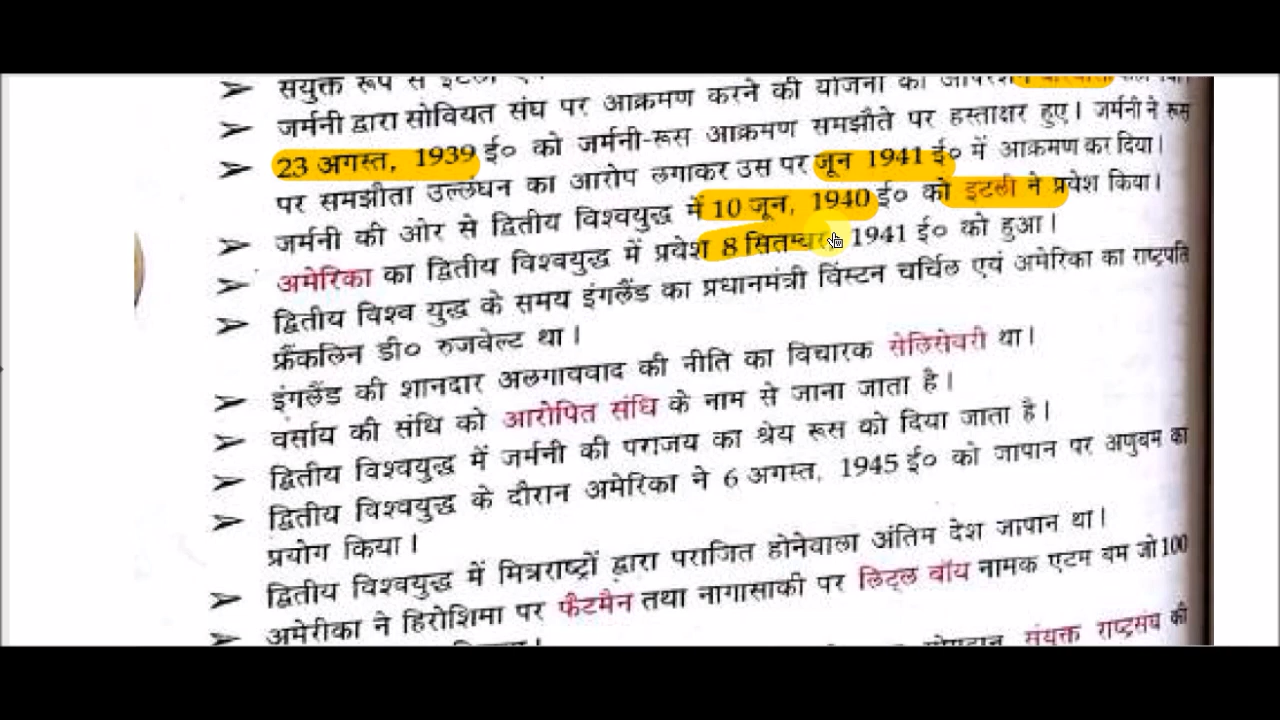 ➢ संयुक्त रूप से इटली
➢ जर्मनी द्वारा सोवियत संघ पर आक्रमण करने की योजना को ऑपरेशन
➢ 23 अगस्त, 1939 ई० को जर्मनी-रूस आक्रमण समझौते पर हस्ताक्षर हुए। जर्मनी ने रूस
पर समझौता उल्लंघन का आरोप लगाकर उस पर जून 1941 ई० में आक्रमण कर दिया।
➢ जर्मनी की ओर से द्वितीय विश्वयुद्ध में 10 जून, 1940 ई० को इटली ने प्रवेश किया।
➢ अमेरिका का द्वितीय विश्वयुद्ध में प्रवेश 8 सितम्बर 1941 ई० को हुआ।
➢ द्वितीय विश्व युद्ध के समय इंगलैंड का प्रधानमंत्री विंस्टन चर्चिल एवं अमेरिका का राष्ट्रपति
फ्रैंकलिन डी० रुजवेल्ट था।
➢ इंगलैंड की शानदार अलगाववाद की नीति का विचारक सेलिसेवरी था।
➢ वर्साय की संधि को आरोपित संधि के नाम से जाना जाता है।
➢ द्वितीय विश्वयुद्ध में जर्मनी की पराजय का श्रेय रूस को दिया जाता है।
➢ द्वितीय विश्वयुद्ध के दौरान अमेरिका ने 6 अगस्त, 1945 ई० को जापान पर अणुबम का
प्रयोग किया।
➢ द्वितीय विश्वयुद्ध में मित्रराष्ट्रों द्वारा पराजित होनेवाला अंतिम देश जापान था।
➢ अमेरीका ने हिरोशिमा पर फैटमैन तथा नागासाकी पर लिट्ल बॉय नामक एटम बम जो 100
संयुक्त राष्ट्रसंघ की